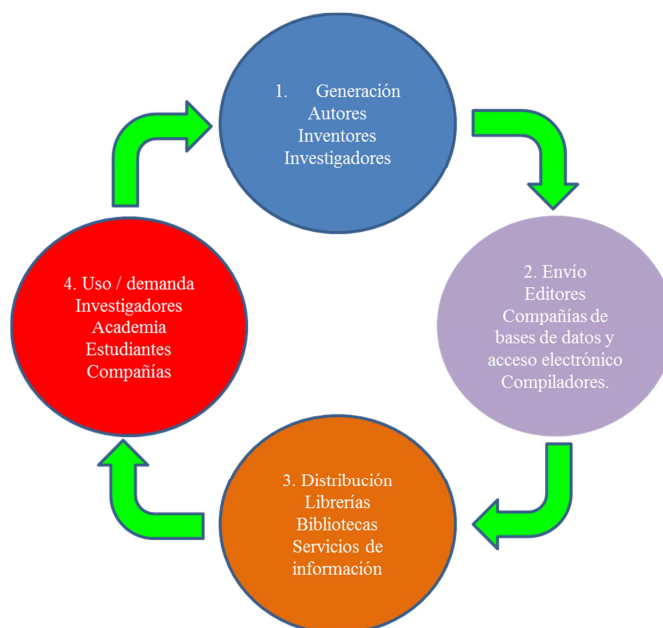 1. Generación
Autores
Inventores
Investigadores
2. Envío
Editores
Compañías de
bases de datos y
acceso electrónico
Compiladores.
3. Distribución
Librerías
Bibliotecas
Servicios de
información
4. Uso / demanda
Investigadores
Academia
Estudiantes
Compañías